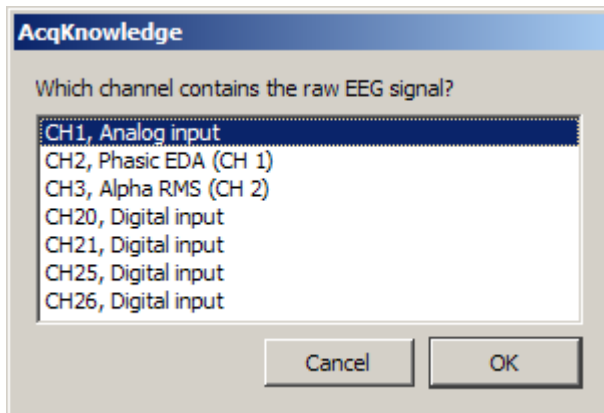 AcqKnowledge
Which channel contains the raw EEG signal?
CH1, Analog input
CH2, Phasic EDA (CH 1)
CH3, Alpha RMS (CH 2)
CH20, Digital input
CH21, Digital input
CH25, Digital input
CH26, Digital input
Cancel OK